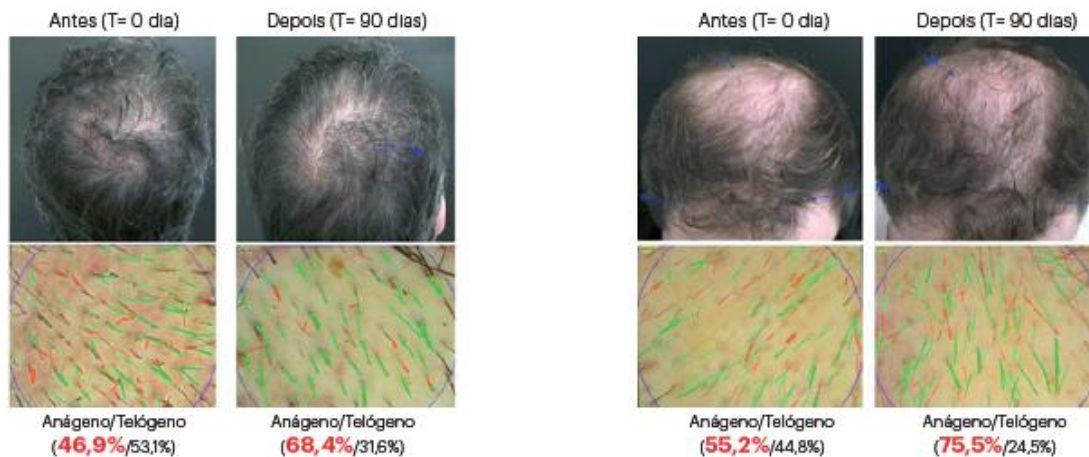 Antes (T= 0 dia)
Depois (T= 90 dias)
Antes (T= 0 dia)
Depois (T= 90 dias)
Anágeno/Telógeno
(46,9%/53,1%)
Anágeno/Telógeno
(68,4%/31,6%)
Anágeno/Telógeno
(55,2%/44,8%)
Anágeno/Telógeno
(75,5%/24,5%)